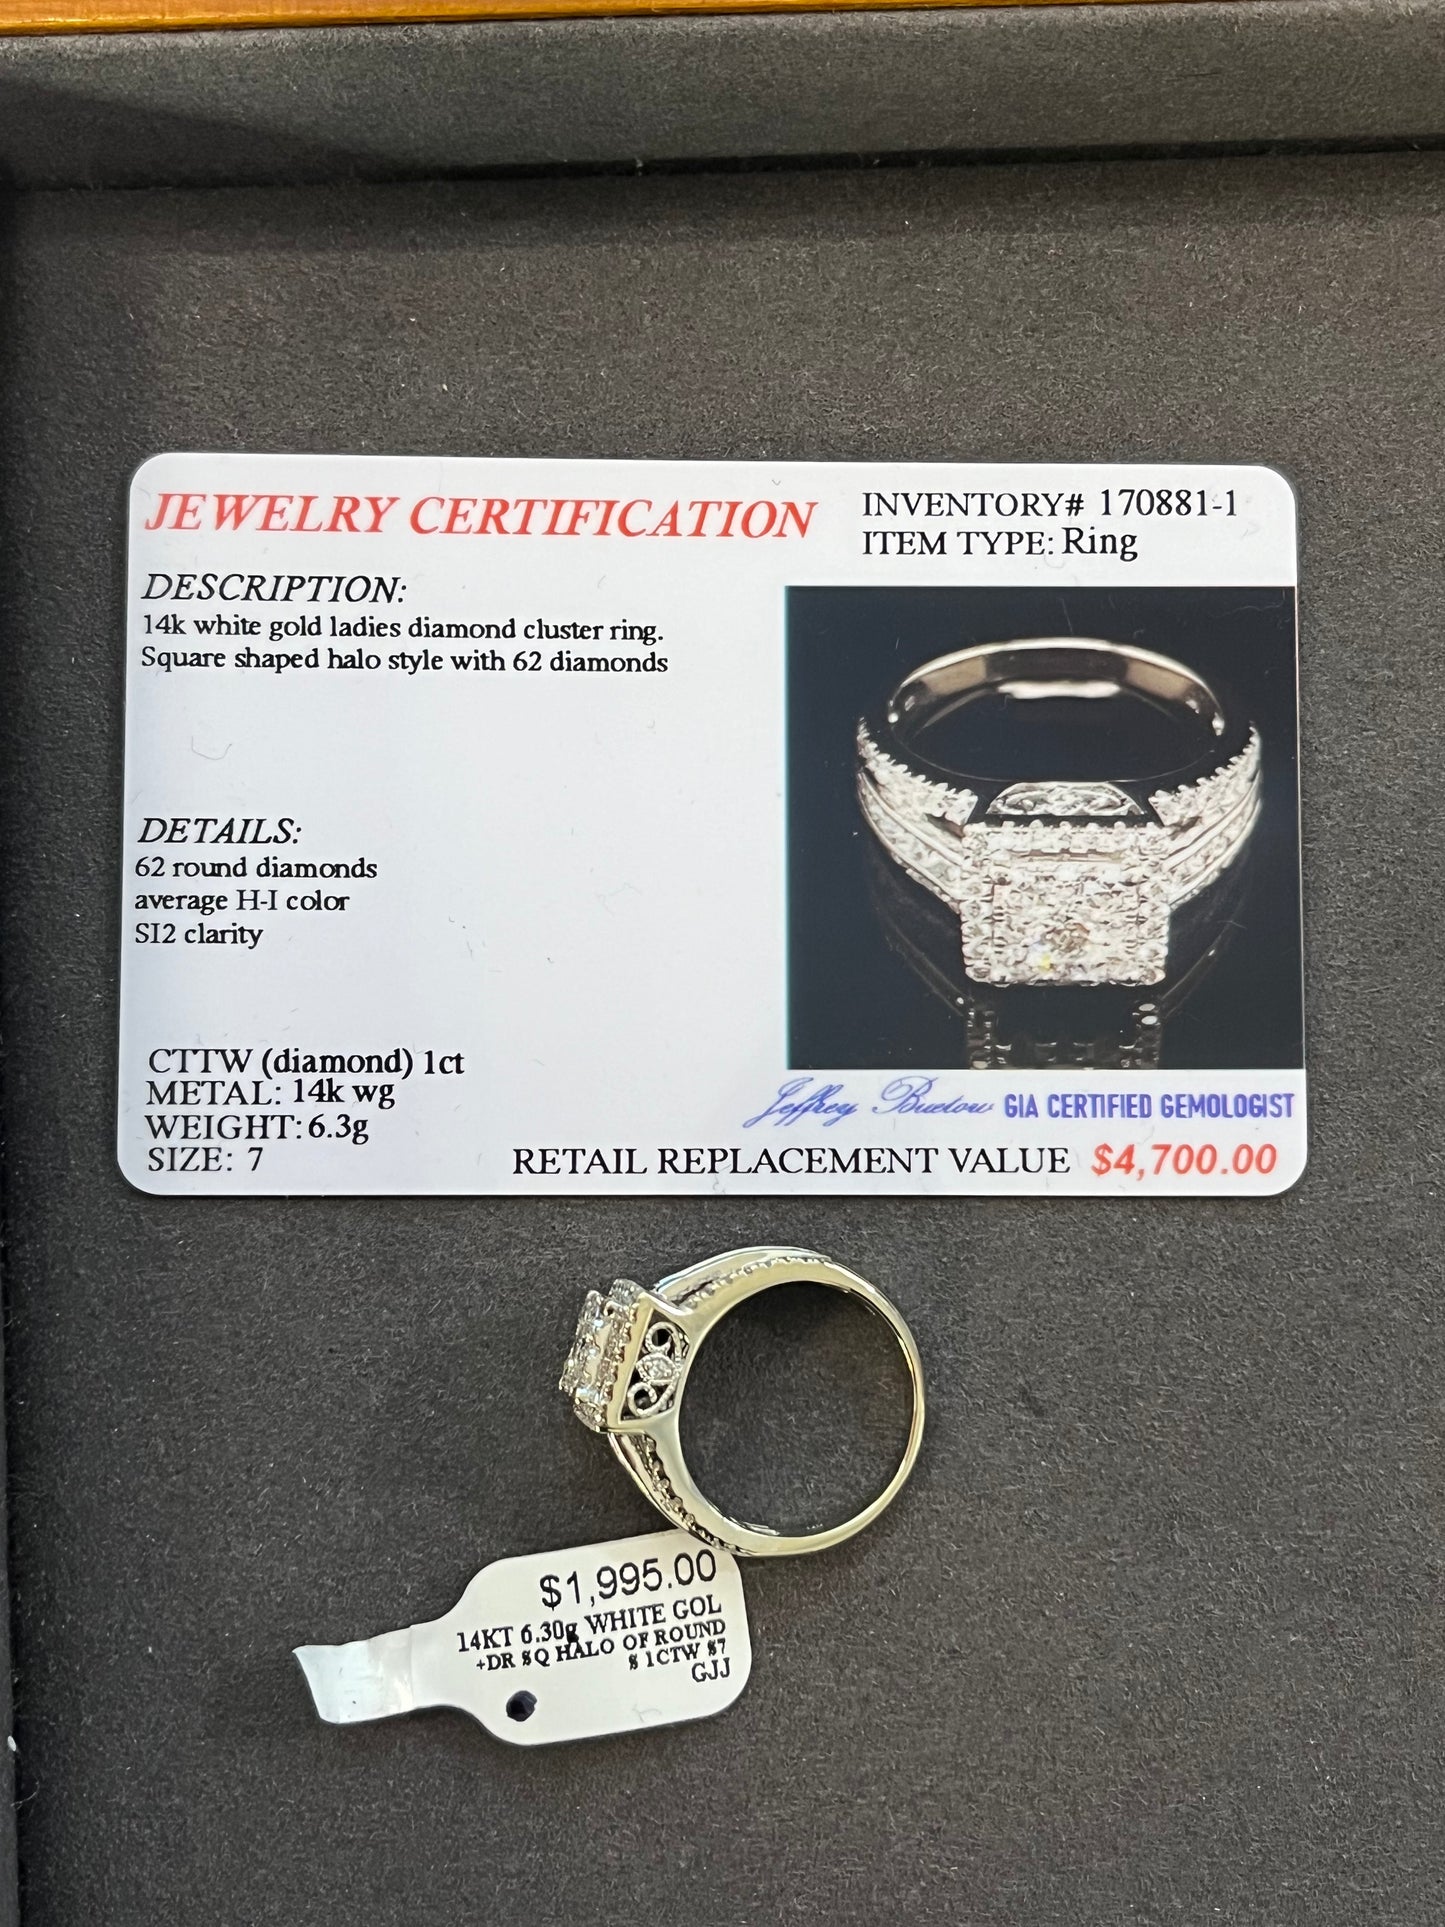 JEWELRY CERTIFICATION
INVENTORY# 170881-1
ITEM TYPE: Ring
DESCRIPTION:
14k white gold ladies diamond cluster ring.
Square shaped halo style with 62 diamonds
DETAILS:
62 round diamonds
average H-I color
SI2 clarity
CTTW (diamond) 1ct
METAL: 14k wg
WEIGHT: 6.3g
SIZE: 7
Jeffrey Buetow GIA CERTIFIED GEMOLOGIST
RETAIL REPLACEMENT VALUE $4,700.00
$1,995.00
14KT 6.30g WHITE GOL
+DR SQ HALO OF ROUND
S 1CTW S7
GJJ